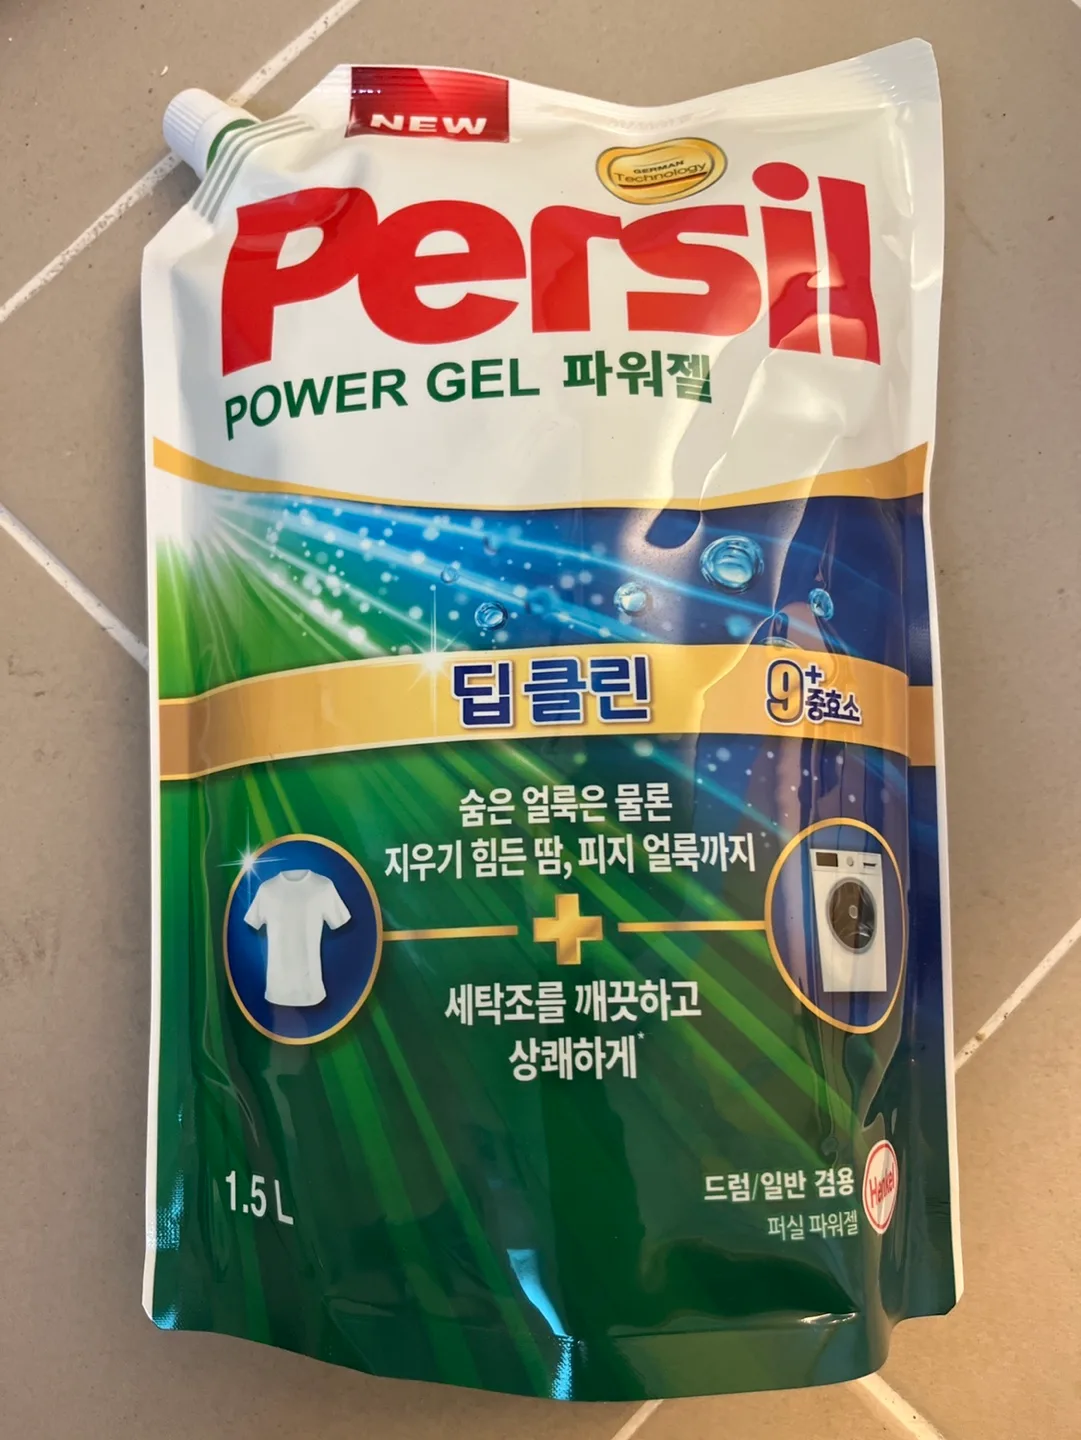 NEW
GERMAN
Technology
Persil
POWER GEL 파워젤
딥 클린
9+중효소
숨은 얼룩은 물론
지우기 힘든 땀, 피지 얼룩까지
세탁조를 깨끗하고
상쾌하게*
1.5 L
드럼/일반 겸용
퍼실 파워젤
Henkel